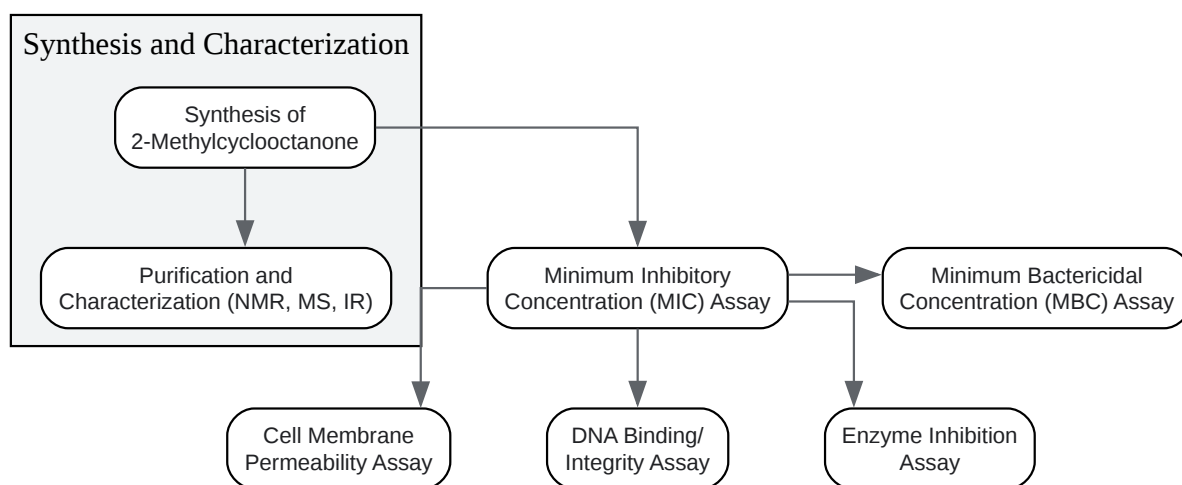 Synthesis and Characterization
Synthesis of
2-Methylcyclooctanone
Purification and
Characterization (NMR, MS, IR)
Minimum Inhibitory
Concentration (MIC) Assay
Minimum Bactericidal
Concentration (MBC) Assay
Cell Membrane
Permeability Assay
DNA Binding/
Integrity Assay
Enzyme Inhibition
Assay